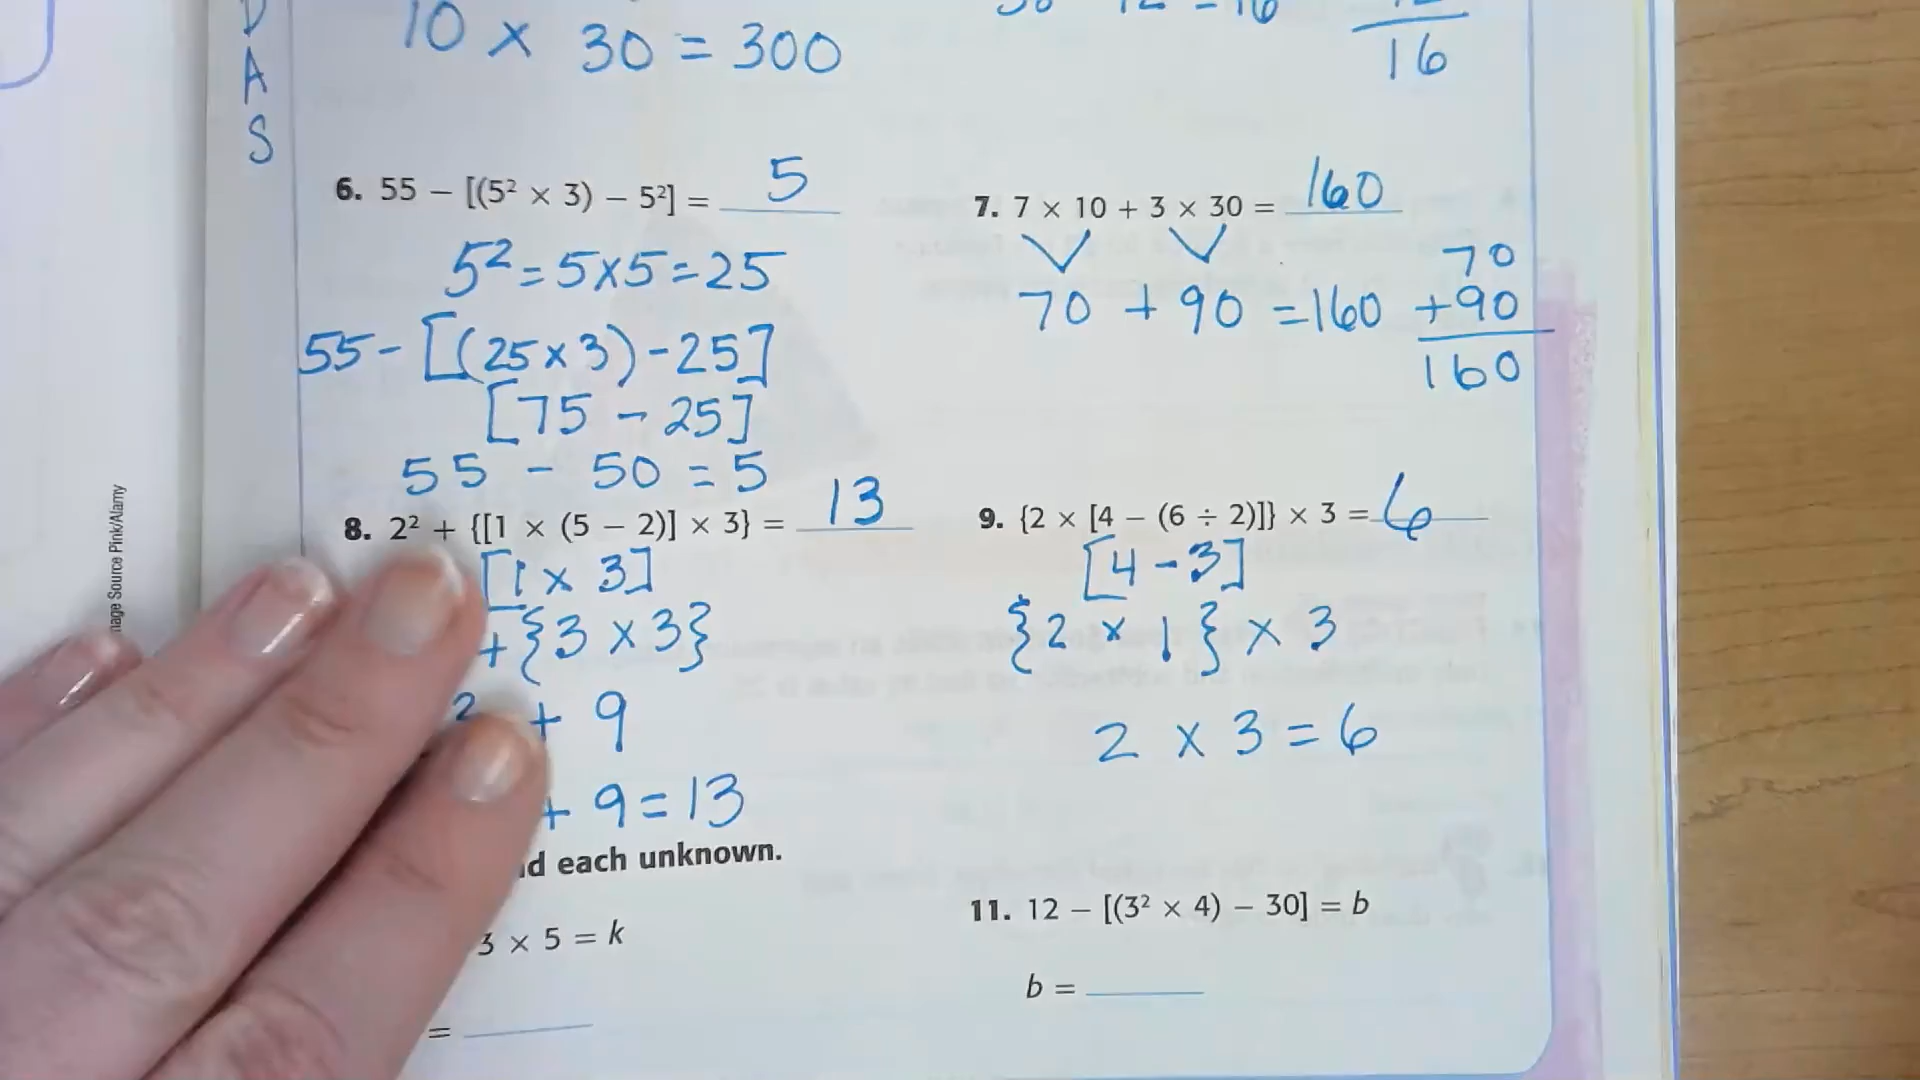 D
A
S
10 × 30 = 300
16
16
6. 55 − [(5² × 3) − 5²] = 5
5² = 5×5 = 25
55 − [(25×3) − 25]
[75 − 25]
55 − 50 = 5
7. 7 × 10 + 3 × 30 = 160
70 + 90 = 160
70
+90
160
8. 2² + {[1 × (5 − 2)] × 3} = 13
[1 × 3]
+ {3 × 3}
2 + 9
+ 9 = 13
9. {2 × [4 − (6 ÷ 2)]} × 3 = 6
[4 − 3]
{2 × 1} × 3
2 × 3 = 6
each unknown.
3 × 5 = k
=
11. 12 − [(3² × 4) − 30] = b
b =
Source Pink/Alamy